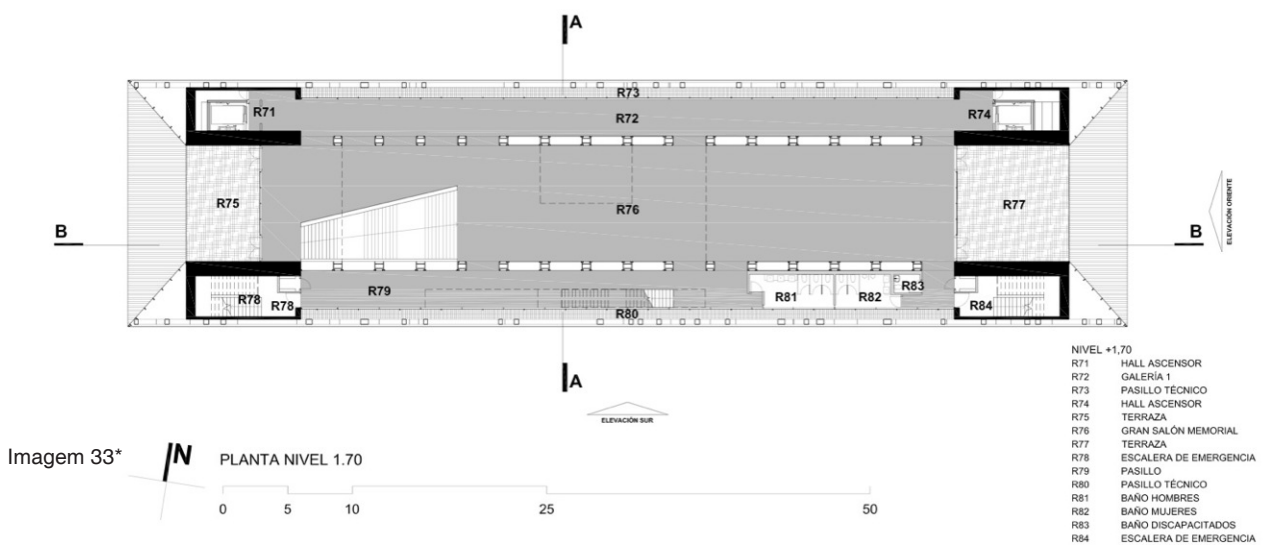 A
R73
R71
R72
R74
R75
R76
R77
ELEVACIÓN ORIENTE
B
B
R79
R78
R78
R81
R82
R83
R84
R80
A
ELEVACIÓN SUR
NIVEL +1,70
R71 HALL ASCENSOR
R72 GALERÍA 1
R73 PASILLO TÉCNICO
R74 HALL ASCENSOR
R75 TERRAZA
R76 GRAN SALÓN MEMORIAL
R77 TERRAZA
R78 ESCALERA DE EMERGENCIA
R79 PASILLO
R80 PASILLO TÉCNICO
R81 BAÑO HOMBRES
R82 BAÑO MUJERES
R83 BAÑO DISCAPACITADOS
R84 ESCALERA DE EMERGENCIA
Imagem 33*
N
PLANTA NIVEL 1.70
0 5 10 25 50